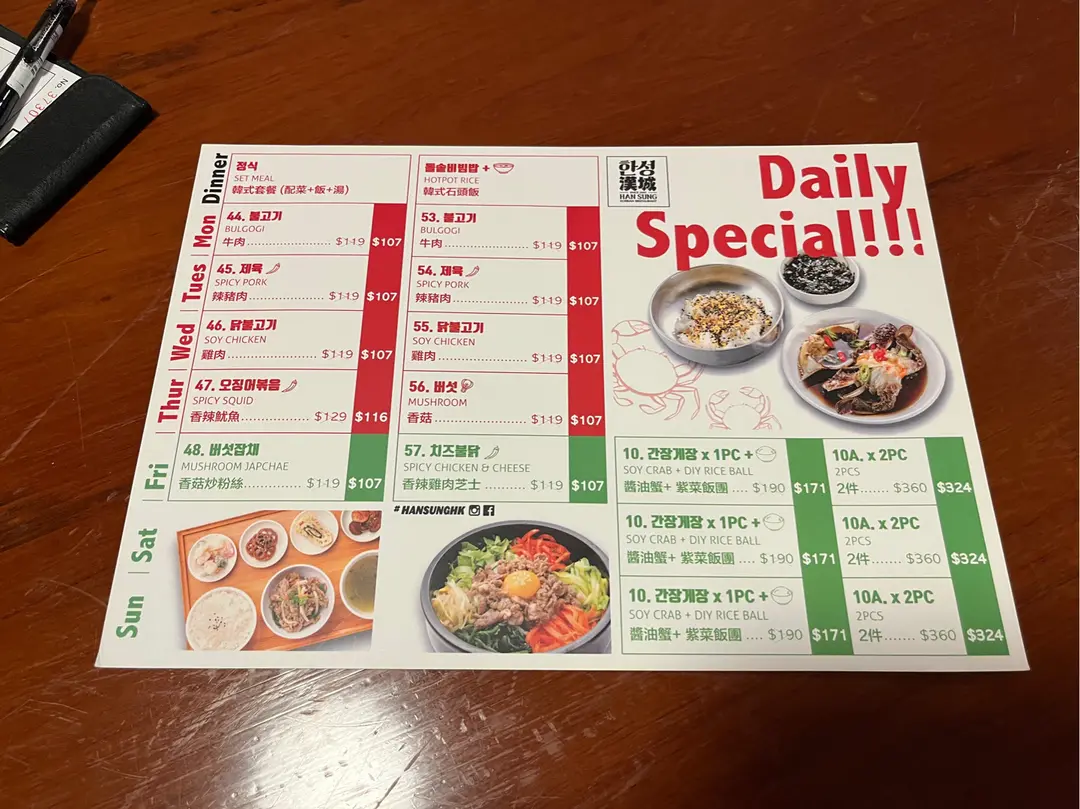 No. 37307
Dinner
Mon
Tues
Wed
Thur
Fri
Sat
Sun
정식
SET MEAL
韓式套餐 (配菜+飯+湯)
44. 불고기
BULGOGI
牛肉.................... $119 $107
45. 제육
SPICY PORK
辣豬肉.................... $119 $107
46. 닭불고기
SOY CHICKEN
雞肉.................... $119 $107
47. 오징어볶음
SPICY SQUID
香辣魷魚................ $129 $116
48. 버섯잡채
MUSHROOM JAPCHAE
香菇炒粉絲.......... $119 $107
돌솥비빔밥 +
HOTPOT RICE
韓式石頭飯
53. 불고기
BULGOGI
牛肉.................... $119 $107
54. 제육
SPICY PORK
辣豬肉.................... $119 $107
55. 닭불고기
SOY CHICKEN
雞肉.................... $119 $107
56. 버섯
MUSHROOM
香菇.................... $119 $107
57. 치즈불닭
SPICY CHICKEN & CHEESE
香辣雞肉芝士.......... $119 $107
# HANSUNGHK
한성
漢城
HAN SUNG
KOREAN RESTAURANT
Daily
Special!!!
10. 간장게장 x 1PC +
SOY CRAB + DIY RICE BALL
醬油蟹+ 紫菜飯團 .... $190 $171
10A. x 2PC
2PCS
2件....... $360 $324
10. 간장게장 x 1PC +
SOY CRAB + DIY RICE BALL
醬油蟹+ 紫菜飯團 .... $190 $171
10A. x 2PC
2PCS
2件....... $360 $324
10. 간장게장 x 1PC +
SOY CRAB + DIY RICE BALL
醬油蟹+ 紫菜飯團 .... $190 $171
10A. x 2PC
2PCS
2件....... $360 $324